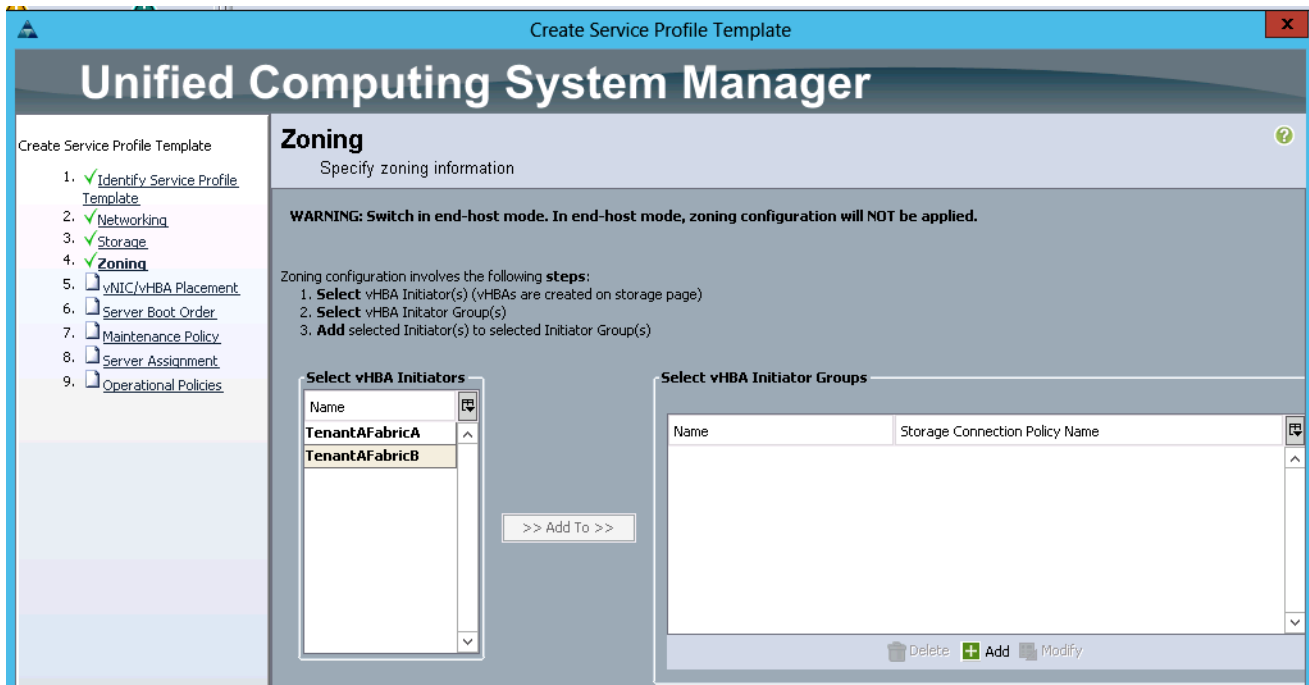 Create Service Profile Template
x
Unified Computing System Manager
Create Service Profile Template
1. Identify Service Profile
Template
2. Networking
3. Storage
4. Zoning
5. vNIC/vHBA Placement
6. Server Boot Order
7. Maintenance Policy
8. Server Assignment
9. Operational Policies
Zoning
?
Specify zoning information
WARNING: Switch in end-host mode. In end-host mode, zoning configuration will NOT be applied.
Zoning configuration involves the following steps:
1. Select vHBA Initiator(s) (vHBAs are created on storage page)
2. Select vHBA Initator Group(s)
3. Add selected Initiator(s) to selected Initiator Group(s)
Select vHBA Initiators
Name
TenantAFabricA
TenantAFabricB
>> Add To >>
Select vHBA Initiator Groups
Name Storage Connection Policy Name
Delete Add Modify